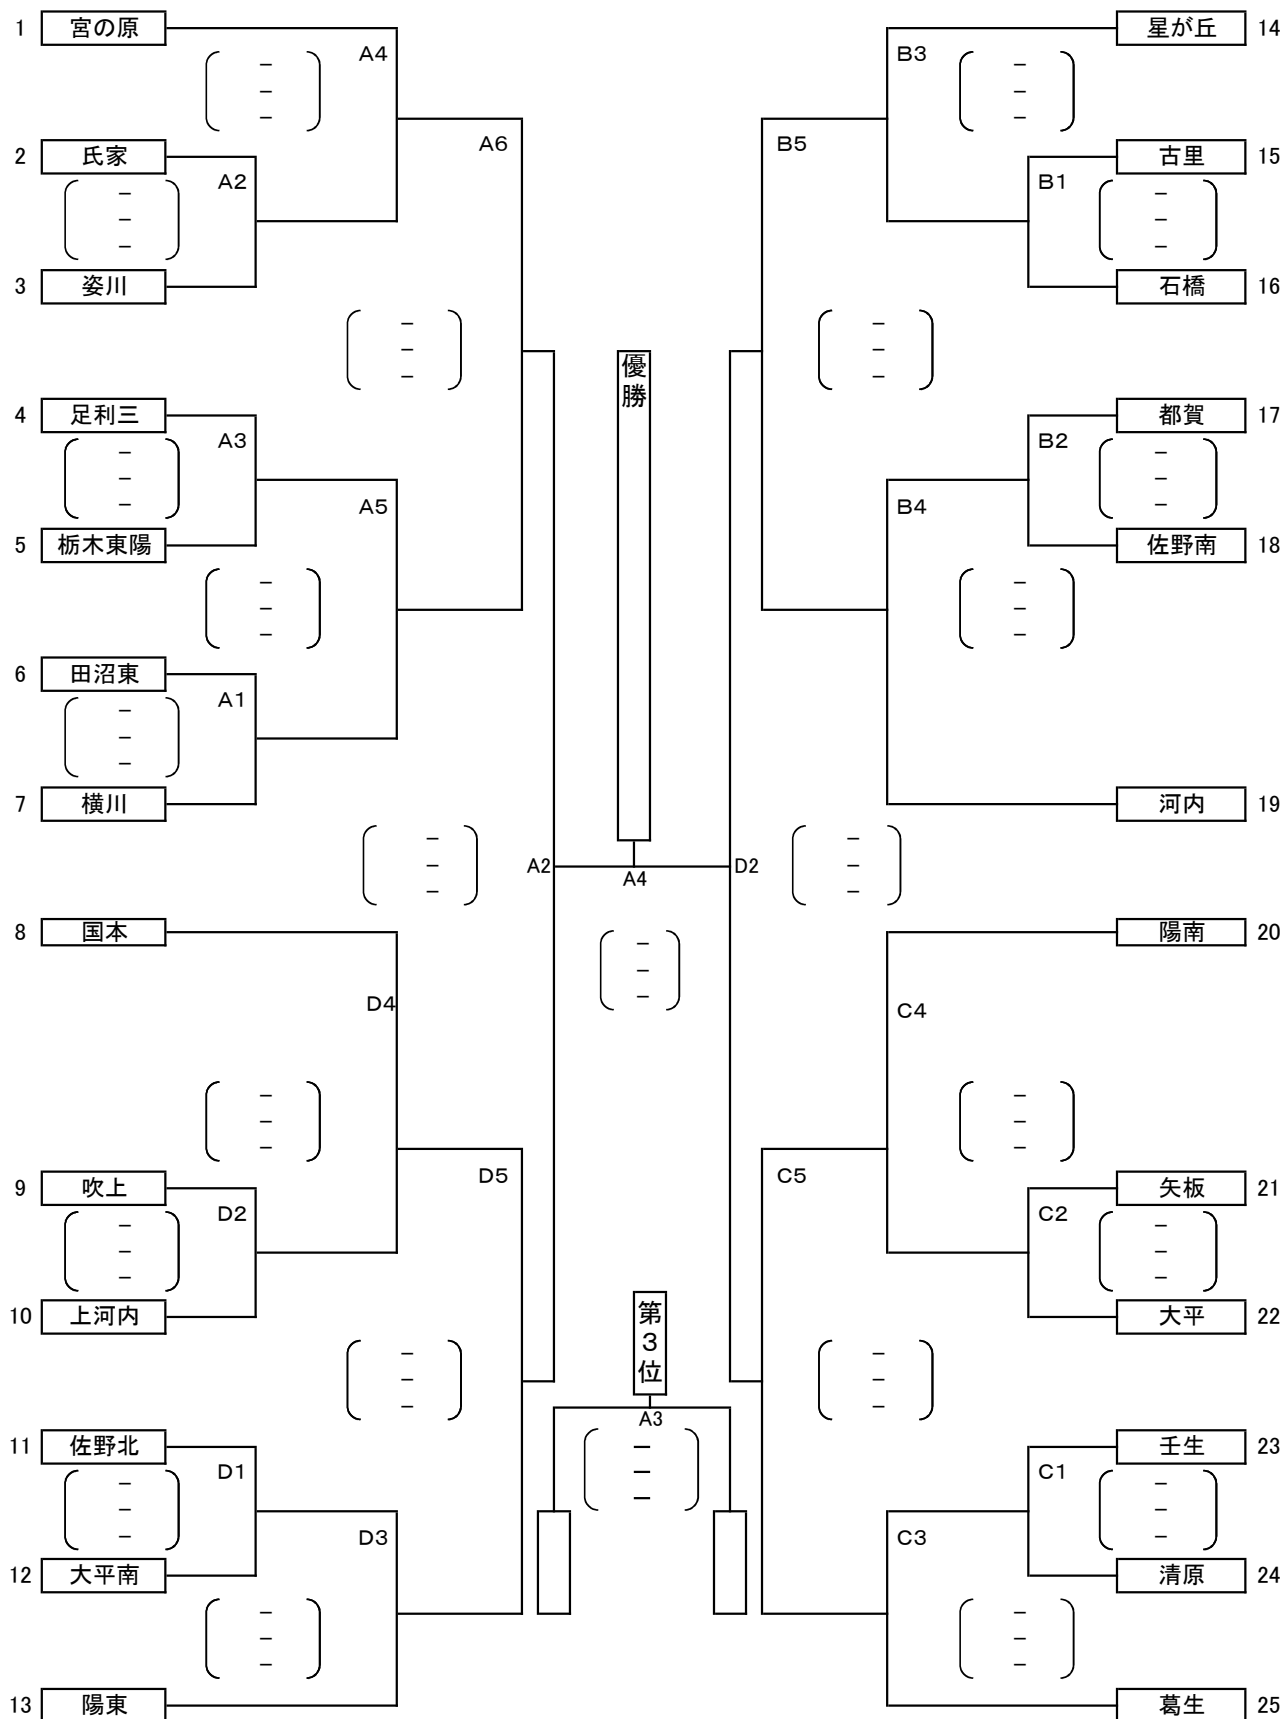 1 宮の原
A4
－
－
－
2 氏家
A2
－
－
－
3 姿川
A6
－
－
－
4 足利三
A3
－
－
－
5 栃木東陽
A5
－
－
－
6 田沼東
A1
－
－
－
7 横川
A2
－
－
－
8 国本
D4
－
－
－
9 吹上
D2
－
－
－
10 上河内
D5
－
－
－
11 佐野北
D1
－
－
－
12 大平南
D3
－
－
－
13 陽東
優勝
A4
－
－
－
第3位
A3
－
－
－
星が丘 14
B3
－
－
－
古里 15
B1
－
－
－
石橋 16
B5
－
－
－
都賀 17
B2
－
－
－
佐野南 18
B4
－
－
－
河内 19
D2
－
－
－
陽南 20
C4
－
－
－
矢板 21
C2
－
－
－
大平 22
C5
－
－
－
壬生 23
C1
－
－
－
清原 24
C3
－
－
－
葛生 25